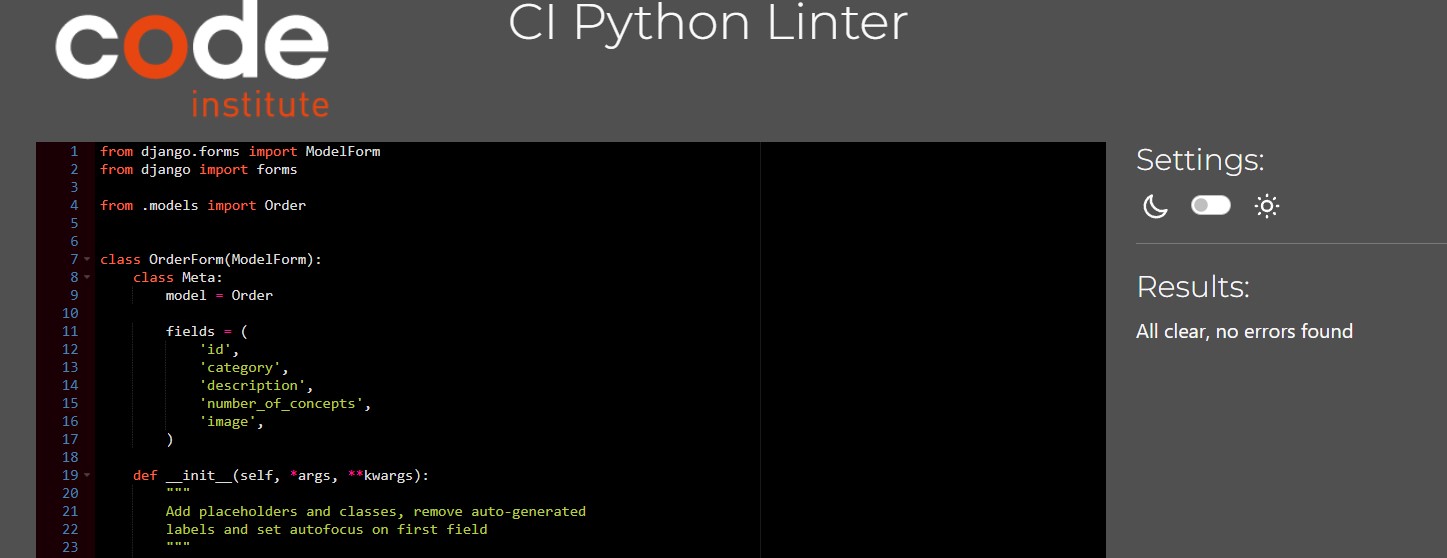 code
institute
CI Python Linter
1 from django.forms import ModelForm
2 from django import forms
3
4 from .models import Order
5
6
7 class OrderForm(ModelForm):
8     class Meta:
9         model = Order
10
11         fields = (
12             'id',
13             'category',
14             'description',
15             'number_of_concepts',
16             'image',
17         )
18
19     def __init__(self, *args, **kwargs):
20         """
21         Add placeholders and classes, remove auto-generated
22         labels and set autofocus on first field
23         """
Settings:
Results:
All clear, no errors found